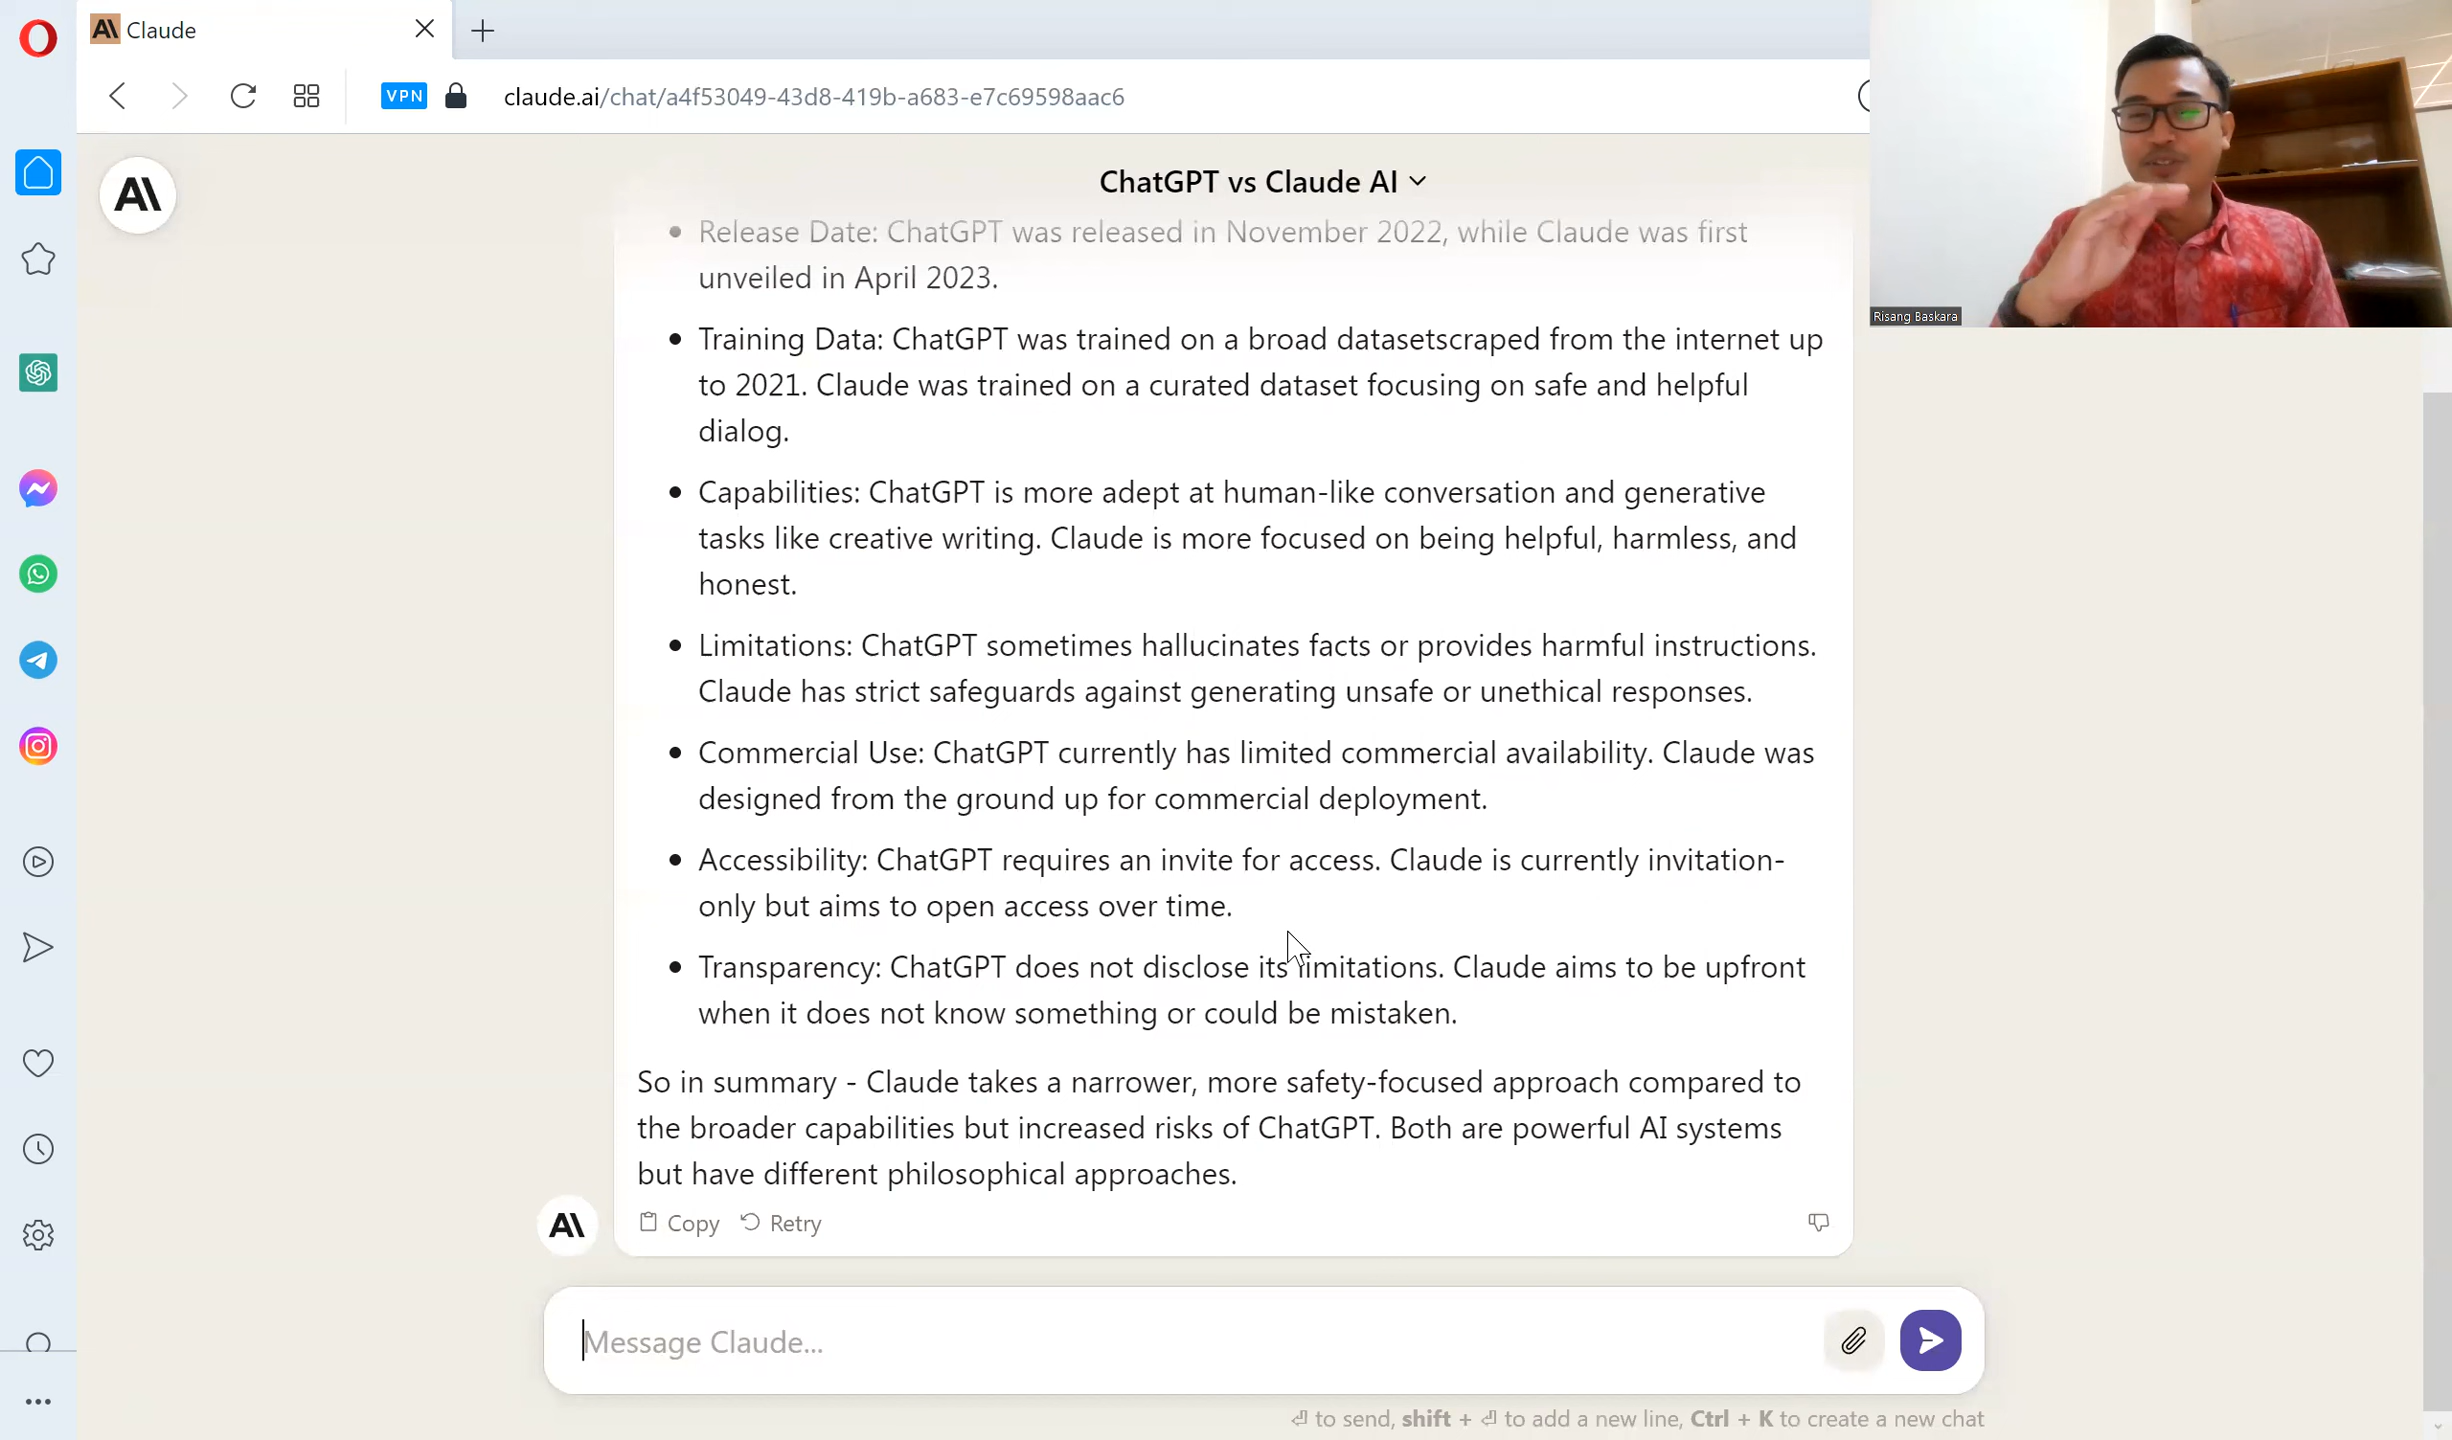 Claude
VPN
claude.ai/chat/a4f53049-43d8-419b-a683-e7c69598aac6
Risang Baskara
ChatGPT vs Claude AI
• Release Date: ChatGPT was released in November 2022, while Claude was first
unveiled in April 2023.
• Training Data: ChatGPT was trained on a broad datasetscraped from the internet up
to 2021. Claude was trained on a curated dataset focusing on safe and helpful
dialog.
• Capabilities: ChatGPT is more adept at human-like conversation and generative
tasks like creative writing. Claude is more focused on being helpful, harmless, and
honest.
• Limitations: ChatGPT sometimes hallucinates facts or provides harmful instructions.
Claude has strict safeguards against generating unsafe or unethical responses.
• Commercial Use: ChatGPT currently has limited commercial availability. Claude was
designed from the ground up for commercial deployment.
• Accessibility: ChatGPT requires an invite for access. Claude is currently invitation-
only but aims to open access over time.
• Transparency: ChatGPT does not disclose its limitations. Claude aims to be upfront
when it does not know something or could be mistaken.
So in summary - Claude takes a narrower, more safety-focused approach compared to
the broader capabilities but increased risks of ChatGPT. Both are powerful AI systems
but have different philosophical approaches.
Copy Retry
Message Claude...
⏎ to send, shift + ⏎ to add a new line, Ctrl + K to create a new chat